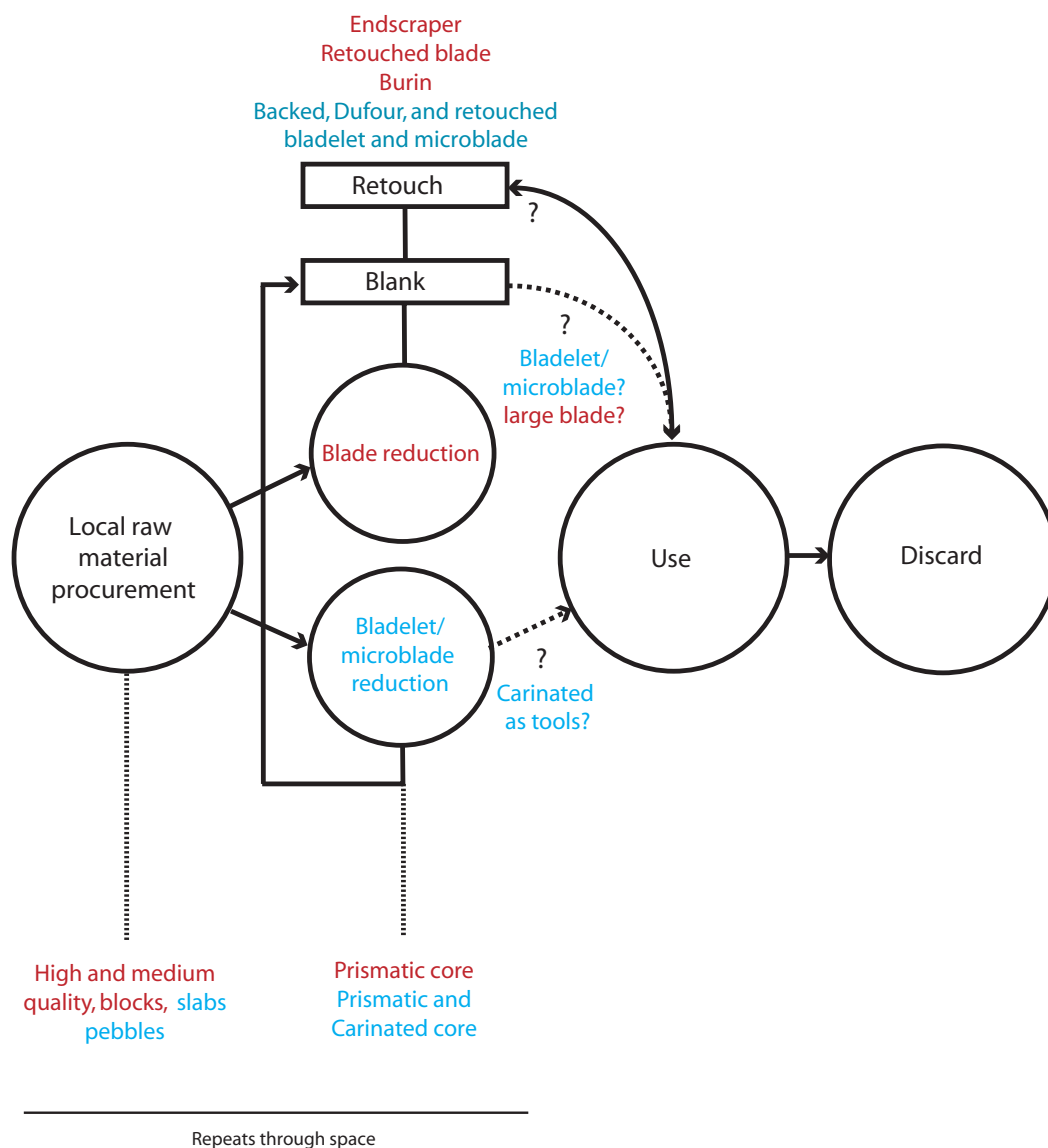 Endscraper
Retouched blade
Burin
Backed, Dufour, and retouched
bladelet and microblade
Retouch
?
Blank
?
Bladelet/
microblade?
large blade?
Blade reduction
Local raw
material
procurement
Use
Discard
Bladelet/
microblade
reduction
?
Carinated
as tools?
High and medium
quality, blocks, slabs
pebbles
Prismatic core
Prismatic and
Carinated core
Repeats through space